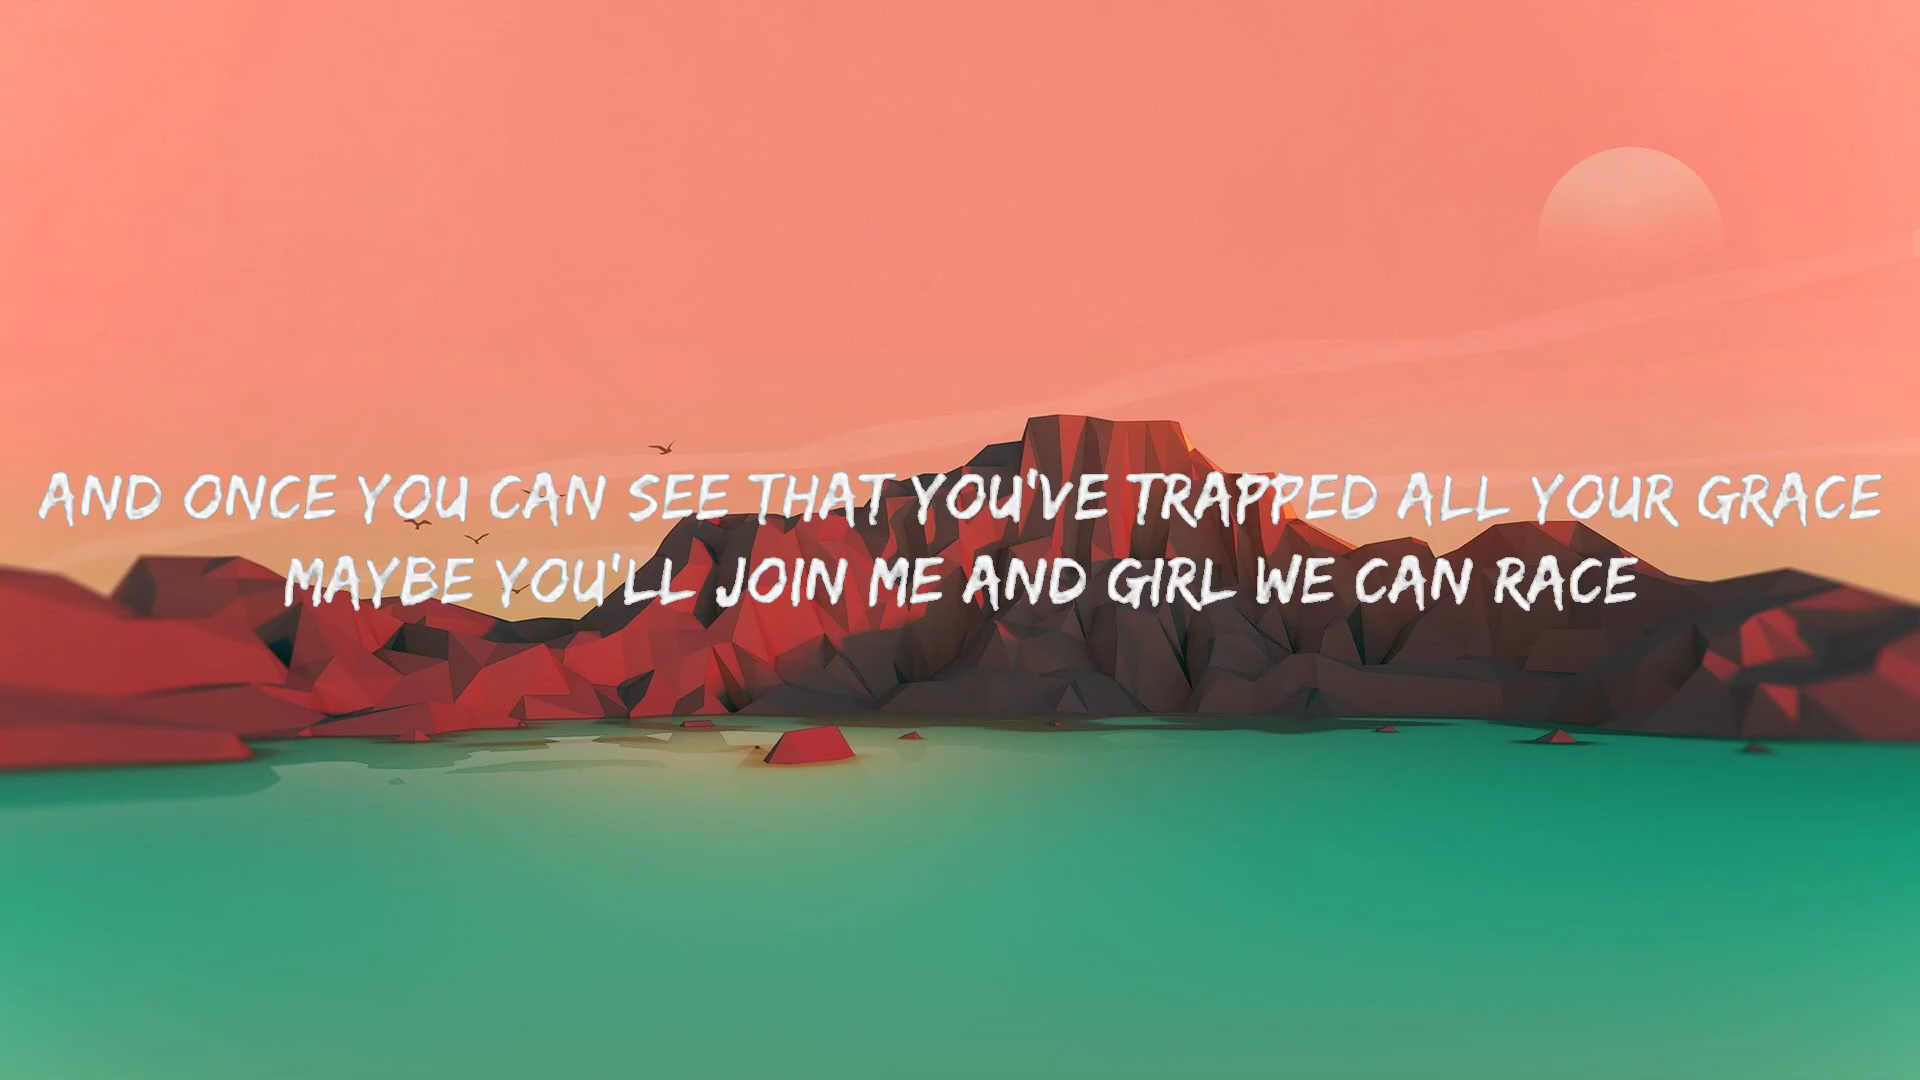 AND ONCE YOU CAN SEE THAT YOU'VE TRAPPED ALL YOUR GRACE
MAYBE YOU'LL JOIN ME AND GIRL WE CAN RACE